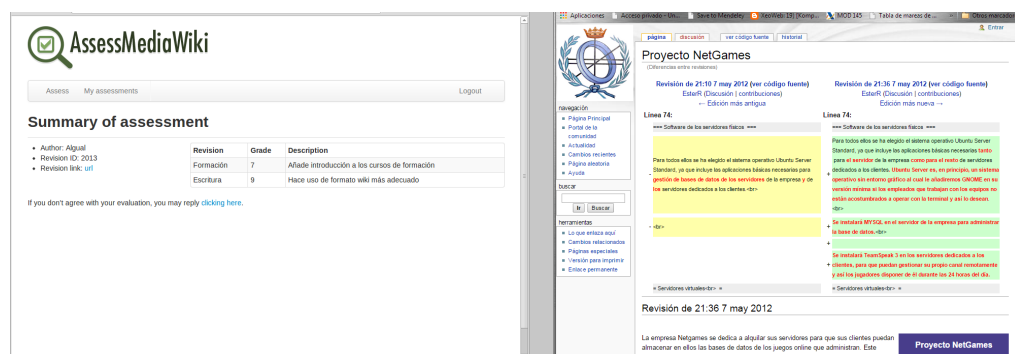 AssessMediaWiki
Assess My assessments Logout
Summary of assessment
Author: Algual
Revision ID: 2013
Revision link: url
Revision Grade Description
Formación 7 Añade introducción a los cursos de formación
Escritura 9 Hace uso de formato wiki más adecuado
If you don't agree with your evaluation, you may reply clicking here.
Aplicaciones Acceso privado - Un... Save to Mendeley XenWeb: 19) [Komp... MOD 145 Tabla de mareas de ... » Otros marcador
Entrar
página discusión ver código fuente historial
Proyecto NetGames
(Diferencias entre revisiones)
Revisión de 21:10 7 may 2012 (ver código fuente)
EsterR (Discusión | contribuciones)
← Edición más antigua
Revisión de 21:36 7 may 2012 (ver código fuente)
EsterR (Discusión | contribuciones)
Edición más nueva →
navegación
Página Principal
Portal de la
comunidad
Actualidad
Cambios recientes
Página aleatoria
Ayuda
buscar
Ir Buscar
herramientas
Lo que enlaza aquí
Cambios relacionados
Páginas especiales
Versión para imprimir
Enlace permanente
Línea 74:
=== Software de los servidores físicos ===
Para todos ellos se ha elegido el sistema operativo Ubuntu Server
Standard, ya que incluye las aplicaciones básicas necesarias para
- gestión de bases de datos de los servidores de la empresa y de
los servidores dedicados a los clientes.<br>
- <br>
= Servidores virtuales<br> =
Línea 74:
=== Software de los servidores físicos ===
Para todos ellos se ha elegido el sistema operativo Ubuntu Server
Standard, ya que incluye las aplicaciones básicas necesarias tanto
para el servidor de la empresa como para el resto de servidores
+ dedicados a los clientes. Ubuntu Server es, en principio, un sistema
operativo sin entorno gráfico al cual le añadiremos GNOME en su
versión mínima si los empleados que trabajan con los equipos no
están acostumbrados a operar con la terminal y así lo desean.
<br>
+ Se instalará MYSQL en el servidor de la empresa para administrar
la base de datos.<br>
+
Se instalará TeamSpeak 3 en los servidores dedicados a los
+ clientes, para que puedan gestionar su propio canal remotamente
y así los jugadores disponer de él durante las 24 horas del día.
= Servidores virtuales<br> =
Revisión de 21:36 7 may 2012
La empresa Netgames se dedica a alquilar sus servidores para que sus clientes puedan
almacenar en ellos las bases de datos de los juegos online que administran. Este
Proyecto NetGames